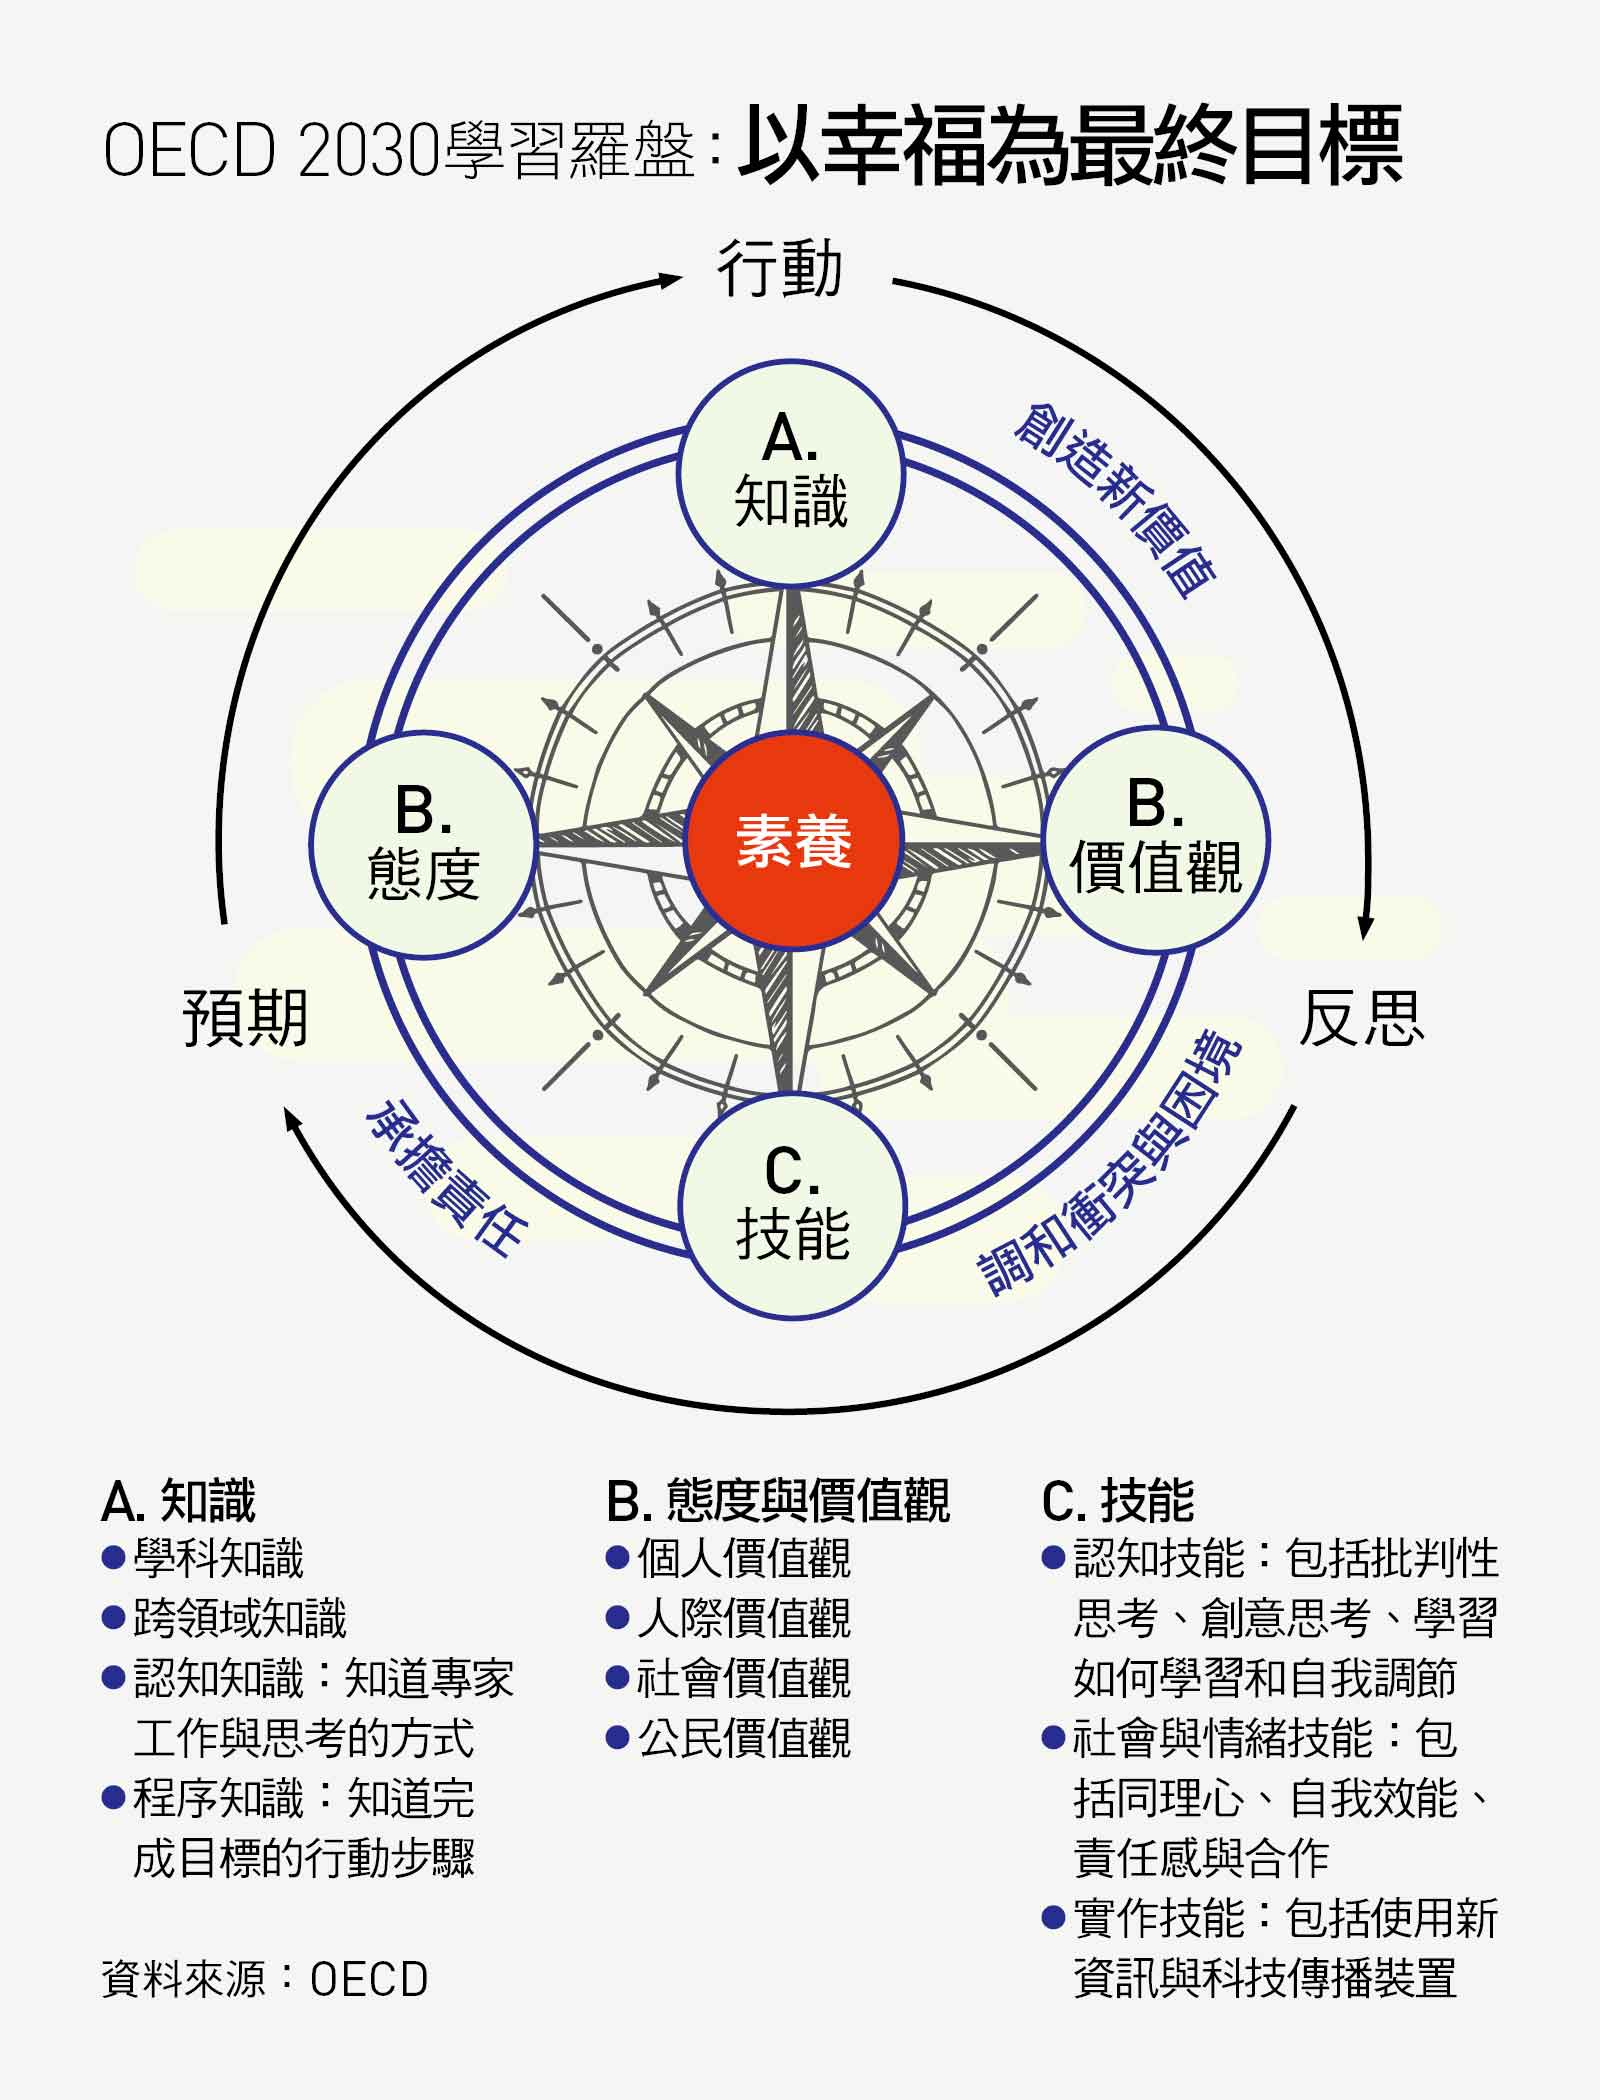 OECD 2030學習羅盤：以幸福為最終目標
行動
創造新價值
A.
知識
B.
態度
素養
B.
價值觀
預期
反思
承擔責任
C.
技能
調和衝突與困境
A. 知識
●學科知識
●跨領域知識
●認知知識：知道專家
工作與思考的方式
●程序知識：知道完
成目標的行動步驟
B. 態度與價值觀
●個人價值觀
●人際價值觀
●社會價值觀
●公民價值觀
C. 技能
●認知技能：包括批判性
思考、創意思考、學習
如何學習和自我調節
●社會與情緒技能：包
括同理心、自我效能、
責任感與合作
●實作技能：包括使用新
資訊與科技傳播裝置
資料來源：OECD